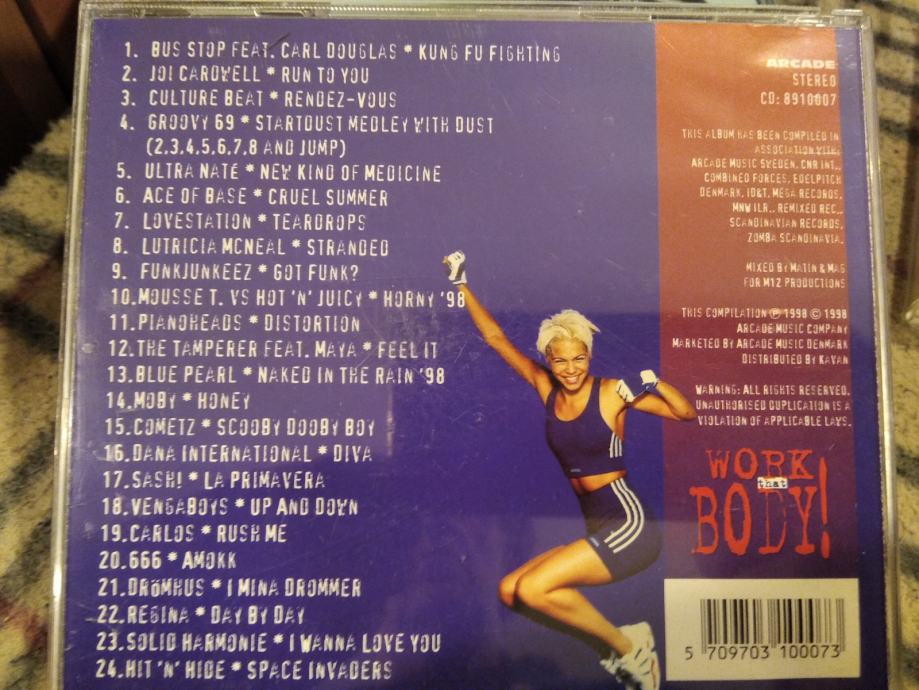 1. BUS STOP FEAT. CARL DOUGLAS * KUNG FU FIGHTING
2. JOI CARDWELL * RUN TO YOU
3. CULTURE BEAT * RENDEZ-VOUS
4. GROOVY 69 * STARDUST MEDLEY WITH DUST
(2,3,4,5,6,7,8 AND JUMP)
5. ULTRA NATé * NEW KIND OF MEDICINE
6. ACE OF BASE * CRUEL SUMMER
7. LOVESTATION * TEARDROPS
8. LUTRICIA MCNEAL * STRANDED
9. FUNKJUNKEEZ * GOT FUNK?
10. MOUSSE T. VS HOT 'N' JUICY * HORNY '98
11. PIANOHEADS * DISTORTION
12. THE TAMPERER FEAT. MAYA * FEEL IT
13. BLUE PEARL * NAKED IN THE RAIN '98
14. MOBY * HONEY
15. COMETZ * SCOOBY DOOBY BOY
16. DANA INTERNATIONAL * DIVA
17. SASH! * LA PRIMAVERA
18. VENGABOYS * UP AND DOWN
19. CARLOS * RUSH ME
20. 666 * AMOKK
21. DRöMHUS * I MINA DROMMER
22. REGINA * DAY BY DAY
23. SOLID HARMONIE * I WANNA LOVE YOU
24. HIT 'N' HIDE * SPACE INVADERS
ARCADE
STEREO
CD: 8910007
THIS ALBUM HAS BEEN COMPILED IN
ASSOCIATION WITH:
ARCADE MUSIC SWEDEN, CNR INT.,
COMBINED FORCES, EDELPITCH
DENMARK, ID&T, MEGA RECORDS,
MNW ILR., REMIXED REC.,
SCANDINAVIAN RECORDS,
ZOMBA SCANDINAVIA.
MIXED BY MATIN & MAS
FOR M12 PRODUCTIONS
THIS COMPILATION ℗ 1998 © 1998
ARCADE MUSIC COMPANY
MARKETED BY ARCADE MUSIC DENMARK
DISTRIBUTED BY KAVAN
WARNING: ALL RIGHTS RESERVED.
UNAUTHORISED DUPLICATION IS A
VIOLATION OF APPLICABLE LAWS.
WORK
that
BODY!
5 709703 100073